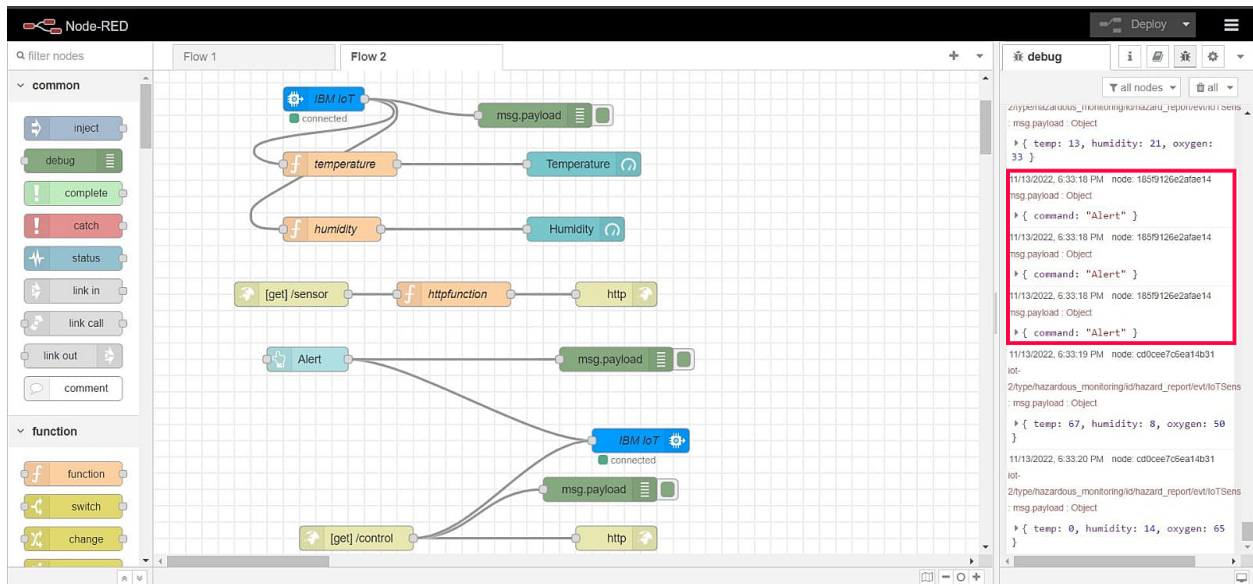 Node-RED
Deploy
filter nodes
common
inject
debug
complete
catch
status
link in
link call
link out
comment
function
function
switch
change
Flow 1
Flow 2
IBM IoT
connected
msg.payload
temperature
Temperature
humidity
Humidity
[get] /sensor
httpfunction
http
Alert
msg.payload
IBM IoT
connected
msg.payload
[get] /control
http
debug
all nodes
all
2/type/hazardous_monitoring/id/hazard_report/evt/IoTSens
: msg.payload : Object
{ temp: 13, humidity: 21, oxygen:
33 }
11/13/2022, 6:33:18 PM node: 185f9126e2afae14
msg.payload : Object
{ command: "Alert" }
11/13/2022, 6:33:18 PM node: 185f9126e2afae14
msg.payload : Object
{ command: "Alert" }
11/13/2022, 6:33:18 PM node: 185f9126e2afae14
msg.payload : Object
{ command: "Alert" }
11/13/2022, 6:33:19 PM node: cd0cee7c6ea14b31
iot-
2/type/hazardous_monitoring/id/hazard_report/evt/IoTSens
: msg.payload : Object
{ temp: 67, humidity: 8, oxygen: 50
}
11/13/2022, 6:33:20 PM node: cd0cee7c6ea14b31
iot-
2/type/hazardous_monitoring/id/hazard_report/evt/IoTSens
: msg.payload : Object
{ temp: 0, humidity: 14, oxygen: 65
}